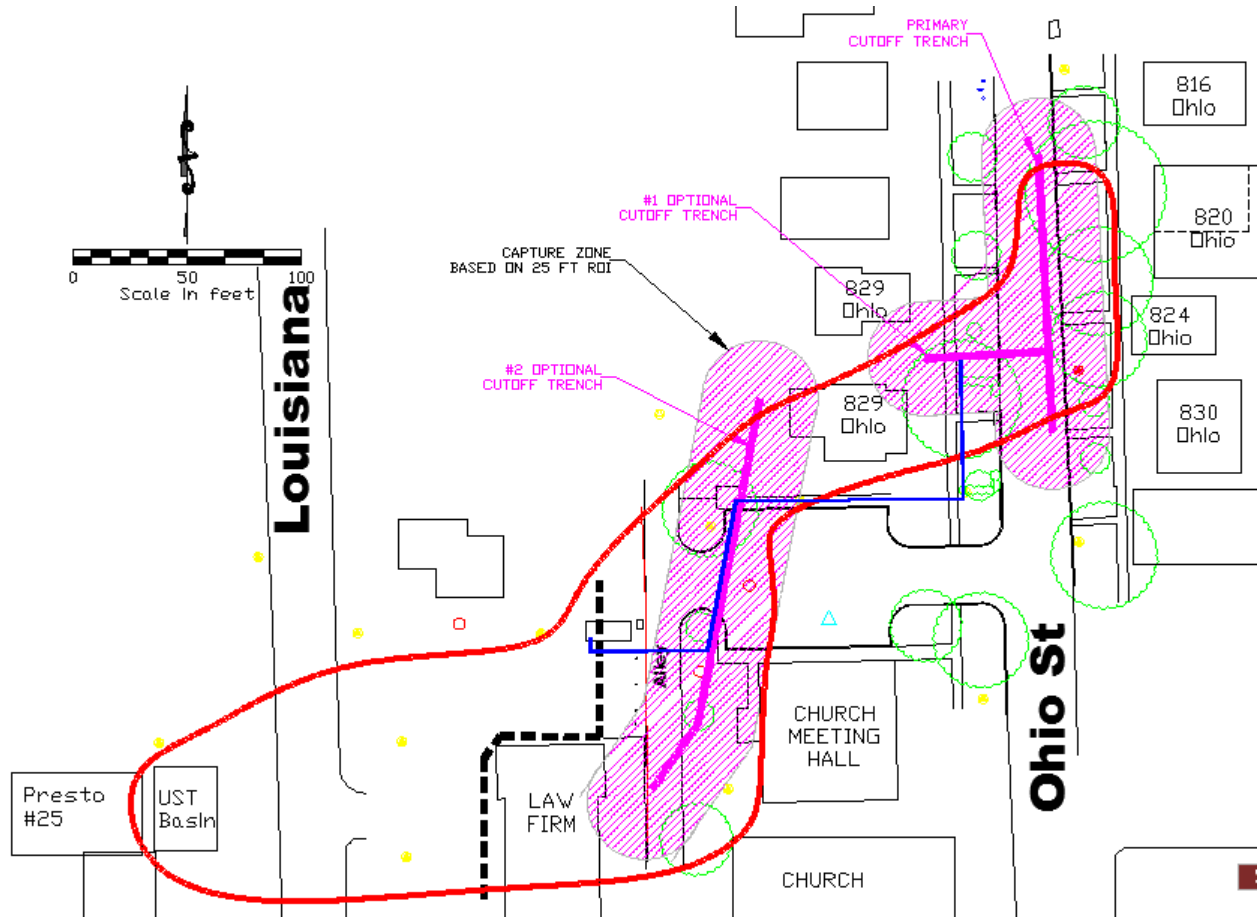 PRIMARY
CUTOFF TRENCH
816
Ohio
#1 OPTIONAL
CUTOFF TRENCH
820
Ohio
CAPTURE ZONE
BASED ON 25 FT ROI
0 50 100
Scale in feet
829
Ohio
824
Ohio
Louisiana
#2 OPTIONAL
CUTOFF TRENCH
829
Ohio
830
Ohio
Alley
Ohio St
CHURCH
MEETING
HALL
Presto
#25
UST
Basin
LAW
FIRM
CHURCH